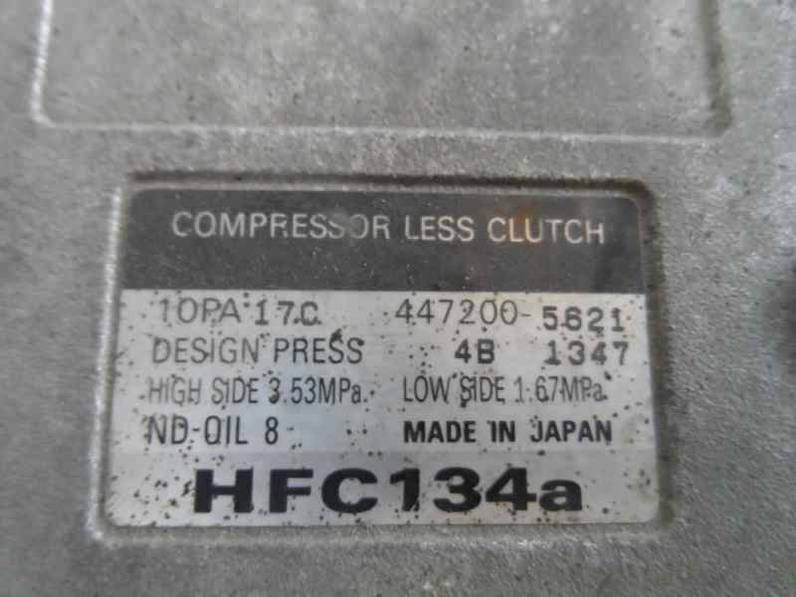 COMPRESSOR LESS CLUTCH
10PA17C 447200-5621
DESIGN PRESS 4B 1347
HIGH SIDE 3.53MPa. LOW SIDE 1.67MPa.
ND-OIL 8 MADE IN JAPAN
HFC134a